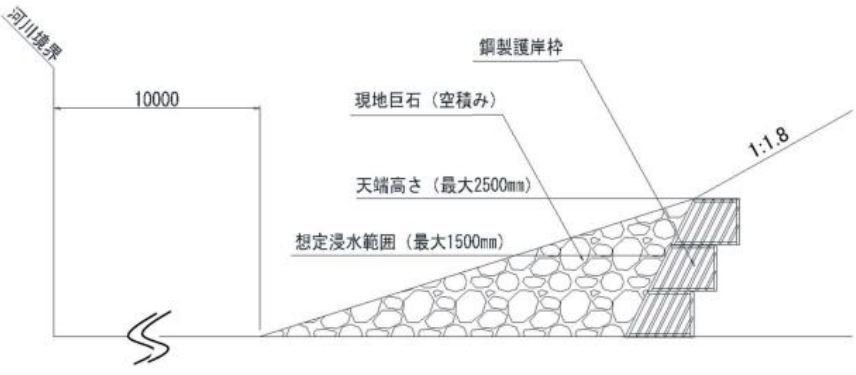 河川境界
10000
鋼製護岸枠
現地巨石（空積み）
1:1.8
天端高さ（最大2500mm）
想定浸水範囲（最大1500mm）